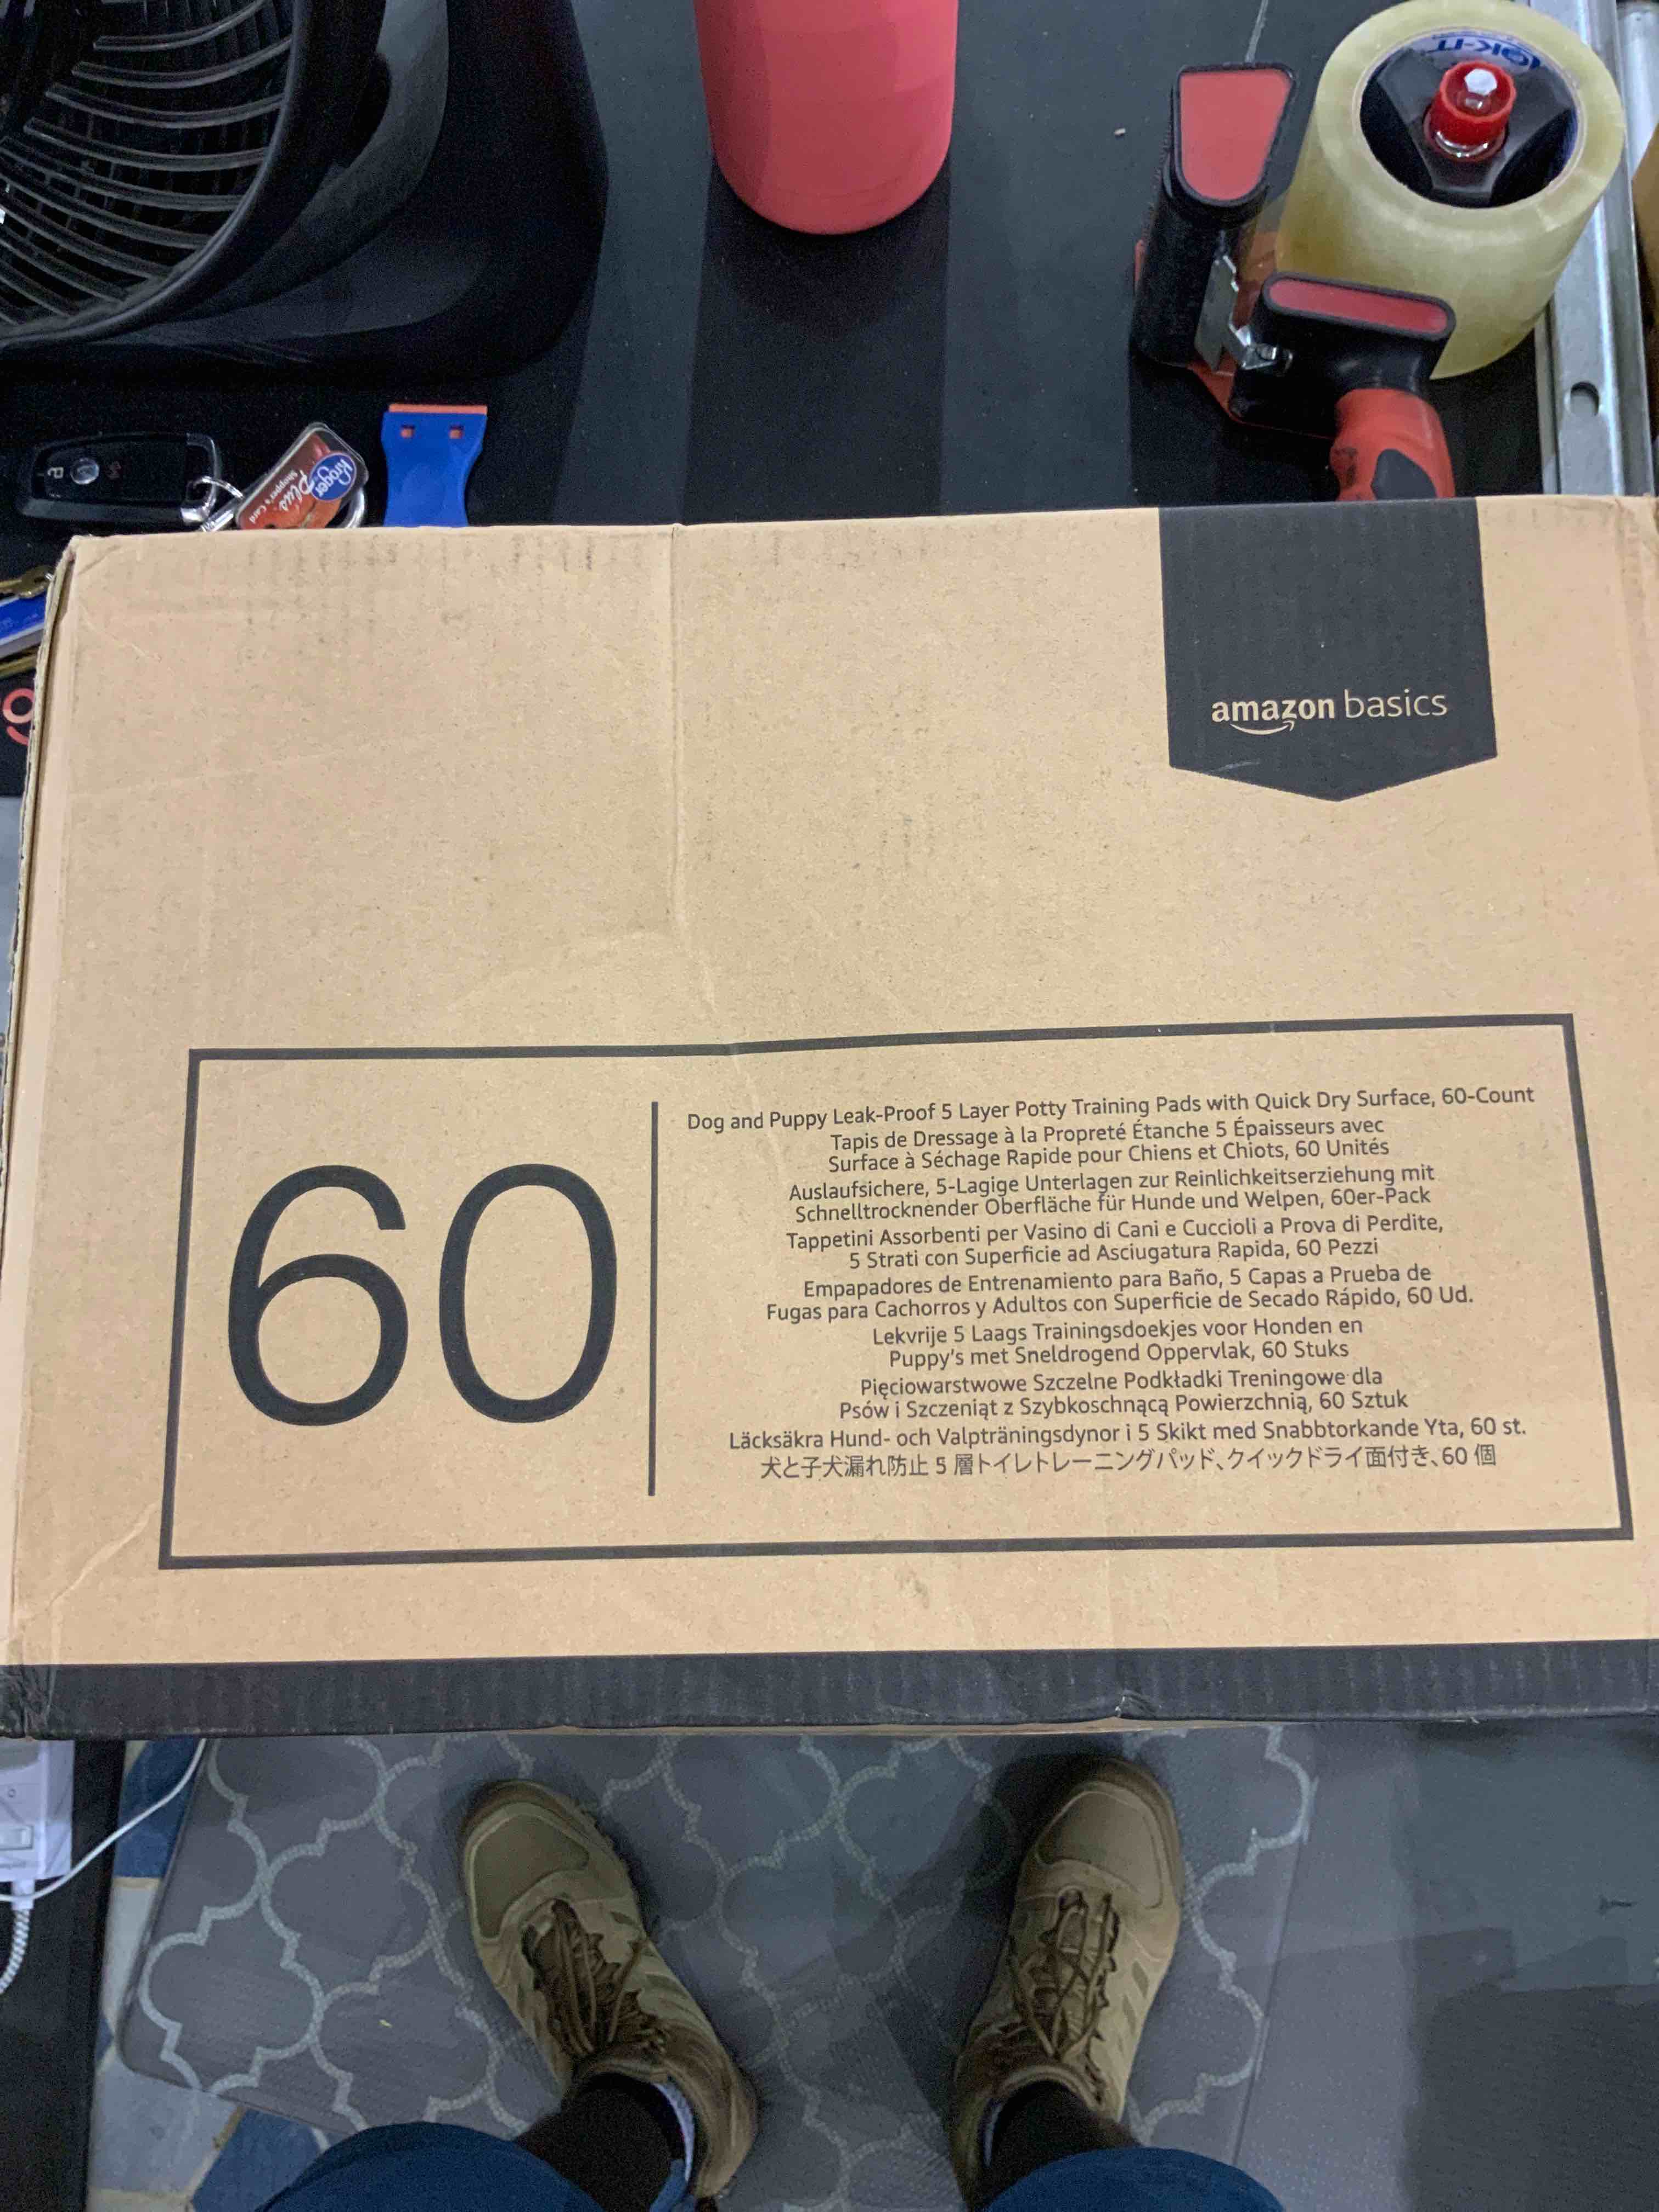 OK-IT
Kroger
Plus
Shopper's Card
amazon basics
60
Dog and Puppy Leak-Proof 5 Layer Potty Training Pads with Quick Dry Surface, 60-Count
Tapis de Dressage à la Propreté Étanche 5 Épaisseurs avec
Surface à Séchage Rapide pour Chiens et Chiots, 60 Unités
Auslaufsichere, 5-Lagige Unterlagen zur Reinlichkeitserziehung mit
Schnelltrocknender Oberfläche für Hunde und Welpen, 60er-Pack
Tappetini Assorbenti per Vasino di Cani e Cuccioli a Prova di Perdite,
5 Strati con Superficie ad Asciugatura Rapida, 60 Pezzi
Empapadores de Entrenamiento para Baño, 5 Capas a Prueba de
Fugas para Cachorros y Adultos con Superficie de Secado Rápido, 60 Ud.
Lekvrije 5 Laags Trainingsdoekjes voor Honden en
Puppy's met Sneldrogend Oppervlak, 60 Stuks
Pięciowarstwowe Szczelne Podkładki Treningowe dla
Psów i Szczeniąt z Szybkoschnącą Powierzchnią, 60 Sztuk
Läcksäkra Hund- och Valpträningsdynor i 5 Skikt med Snabbtorkande Yta, 60 st.
犬と子犬漏れ防止 5 層トイレトレーニングパッド、クイックドライ面付き、60 個